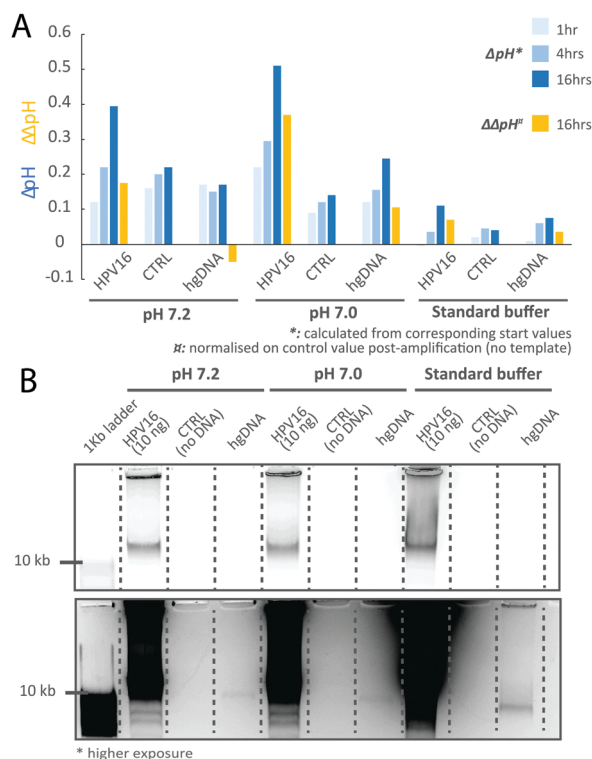 A
1hr
ΔpH* 4hrs
16hrs
ΔΔpH¤ 16hrs
ΔpH ΔΔpH
0.6
0.5
0.4
0.3
0.2
0.1
0
-0.1
HPV16 CTRL hgDNA HPV16 CTRL hgDNA HPV16 CTRL hgDNA
pH 7.2 pH 7.0 Standard buffer
*: calculated from corresponding start values
¤: normalised on control value post-amplification (no template)
B
pH 7.2 pH 7.0 Standard buffer
1Kb ladder HPV16 (10 ng) CTRL (no DNA) hgDNA HPV16 (10 ng) CTRL (no DNA) hgDNA HPV16 (10 ng) CTRL (no DNA) hgDNA
10 kb
10 kb
* higher exposure